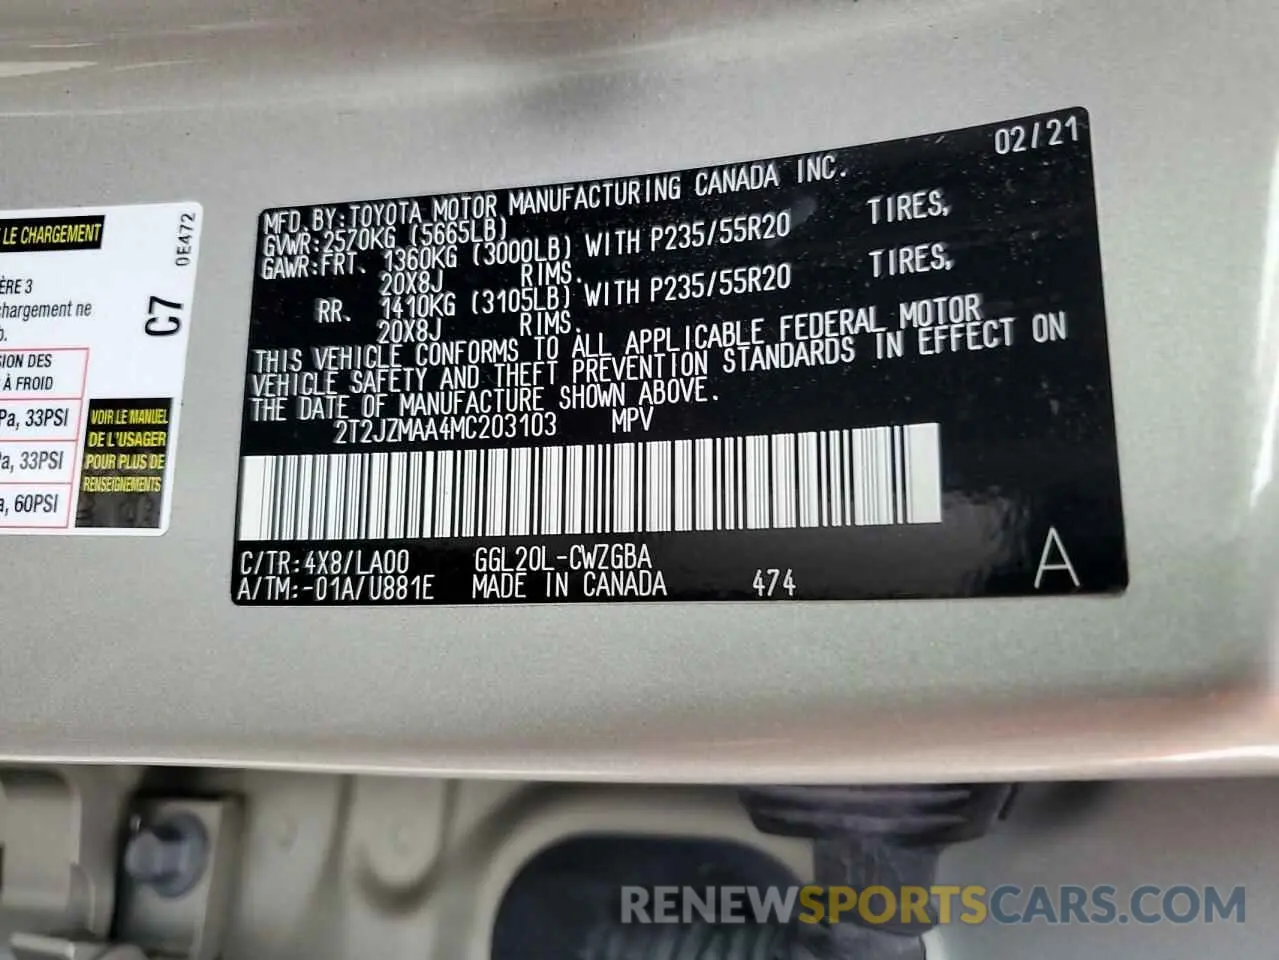 02/21
MFD.BY:TOYOTA MOTOR MANUFACTURING CANADA INC.
GVWR:2570KG (5665LB)
GAWR:FRT. 1360KG (3000LB) WITH P235/55R20 TIRES,
20X8J RIMS.
RR. 1410KG (3105LB) WITH P235/55R20 TIRES,
20X8J RIMS.
THIS VEHICLE CONFORMS TO ALL APPLICABLE FEDERAL MOTOR
VEHICLE SAFETY AND THEFT PREVENTION STANDARDS IN EFFECT ON
THE DATE OF MANUFACTURE SHOWN ABOVE.
2T2JZMAA4MC203103 MPV
C/TR:4X8/LA00 GGL20L-CWZGBA
A/TM:-01A/U881E MADE IN CANADA 474
A
LE CHARGEMENT
0E472
C7
ÈRE 3
chargement ne
b.
SION DES
À FROID
Pa, 33PSI
a, 33PSI
a, 60PSI
VOIR LE MANUEL
DE L'USAGER
POUR PLUS DE
RENSEIGNEMENTS
RENEWSPORTSCARS.COM